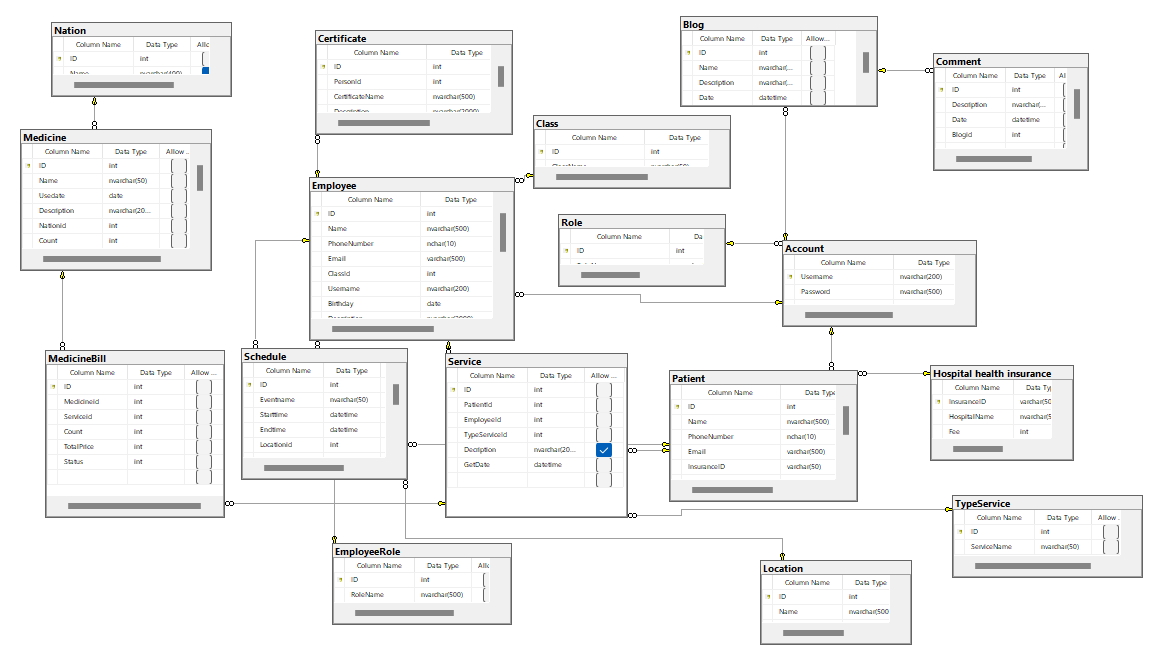 Nation
Column Name Data Type
ID int
Name nvarchar(400)
Medicine
Column Name Data Type Allow ..
ID int
Name nvarchar(50)
Usedate date
Description nvarchar(20...
NationId int
Count int
Certificate
Column Name Data Type
ID int
PersonId int
CertificateName nvarchar(500)
Description nvarchar(2000)
Class
Column Name Data Type
ID int
ClassName nvarchar(50)
Blog
Column Name Data Type Allow...
ID int
Name nvarchar(...
Description nvarchar(...
Date datetime
Comment
Column Name Data Type Al
ID int
Description nvarchar(...
Date datetime
BlogId int
Employee
Column Name Data Type
ID int
Name nvarchar(500)
PhoneNumber nchar(10)
Email varchar(500)
ClassId int
Username nvarchar(200)
Birthday date
Description nvarchar(2000)
Role
Column Name Da
ID int
Account
Column Name Data Type
Username nvarchar(200)
Password nvarchar(500)
MedicineBill
Column Name Data Type Allow ...
ID int
MedicineId int
ServiceId int
Count int
TotalPrice int
Status int
Schedule
Column Name Data Type
ID int
Eventname nvarchar(50)
Starttime datetime
Endtime datetime
LocationId int
Service
Column Name Data Type Allow ...
ID int
PatientId int
EmployeeId int
TypeServiceId int
Decription nvarchar(20...
GetDate datetime
Patient
Column Name Data Type
ID int
Name nvarchar(500)
PhoneNumber nchar(10)
Email varchar(500)
InsuranceID varchar(50)
Hospital health insurance
Column Name Data Ty
InsuranceID varchar(50
HospitalName nvarchar(5
Fee int
TypeService
Column Name Data Type Allow .
ID int
ServiceName nvarchar(50)
EmployeeRole
Column Name Data Type
ID int
RoleName nvarchar(500)
Location
Column Name Data Type
ID int
Name nvarchar(500